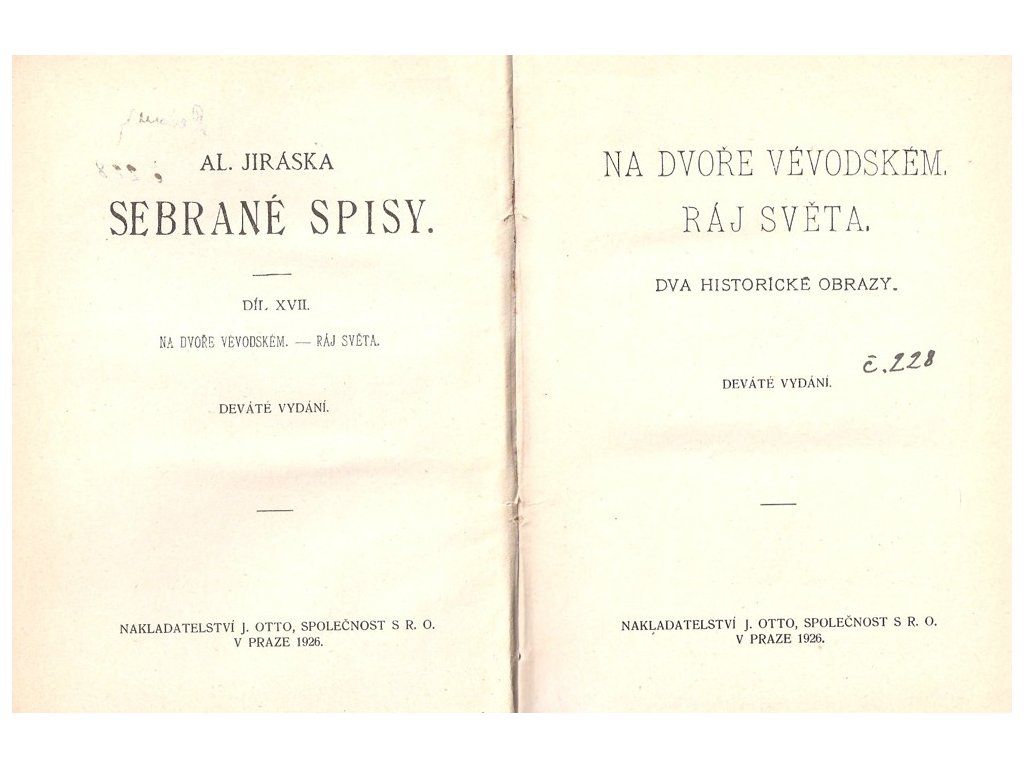 AL. JIRÁSKA
SEBRANÉ SPISY.
DÍL XVII.
NA DVOŘE VÉVODSKÉM. — RÁJ SVĚTA.
DEVÁTÉ VYDÁNÍ.
NAKLADATELSTVÍ J. OTTO, SPOLEČNOST S R. O.
V PRAZE 1926.
NA DVOŘE VÉVODSKÉM.
RÁJ SVĚTA.
DVA HISTORICKÉ OBRAZY.
č. 228
DEVÁTÉ VYDÁNÍ.
NAKLADATELSTVÍ J. OTTO, SPOLEČNOST S R. O.
V PRAZE 1926.